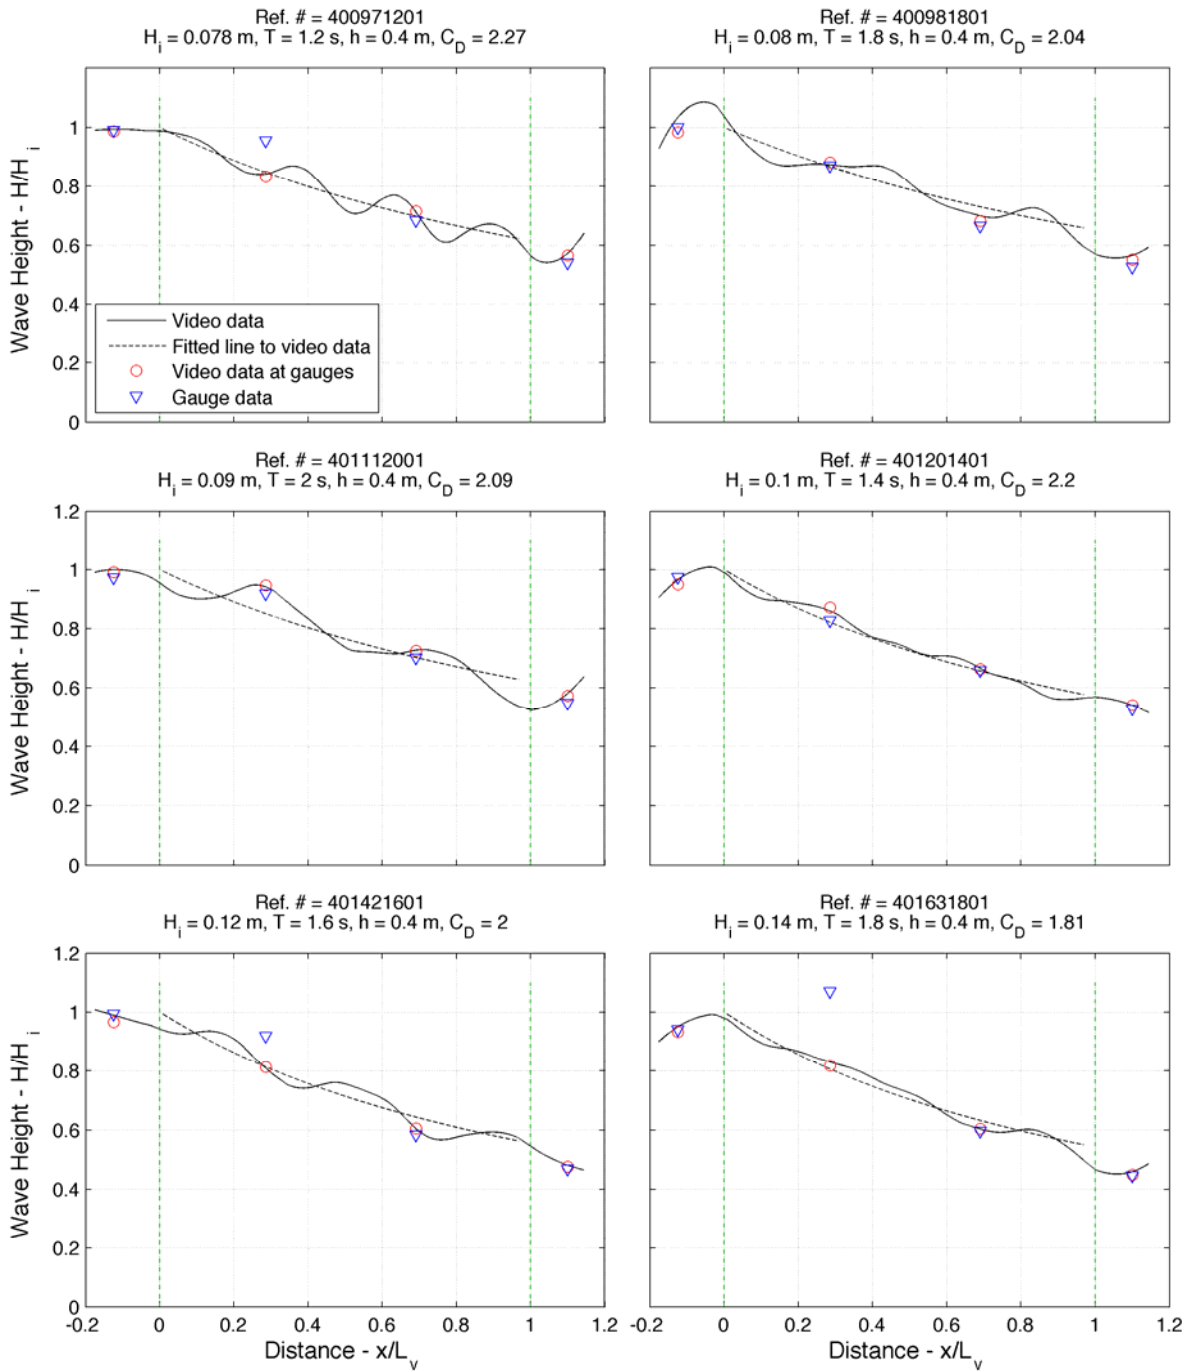 Ref. # = 400971201
H_i = 0.078 m, T = 1.2 s, h = 0.4 m, C_D = 2.27
Wave Height - H/H_i
1
0.8
0.6
0.4
0.2
0
Video data
Fitted line to video data
Video data at gauges
Gauge data
Ref. # = 400981801
H_i = 0.08 m, T = 1.8 s, h = 0.4 m, C_D = 2.04
Ref. # = 401112001
H_i = 0.09 m, T = 2 s, h = 0.4 m, C_D = 2.09
Wave Height - H/H_i
1.2
1
0.8
0.6
0.4
0.2
0
Ref. # = 401201401
H_i = 0.1 m, T = 1.4 s, h = 0.4 m, C_D = 2.2
Ref. # = 401421601
H_i = 0.12 m, T = 1.6 s, h = 0.4 m, C_D = 2
Wave Height - H/H_i
1.2
1
0.8
0.6
0.4
0.2
0
-0.2 0 0.2 0.4 0.6 0.8 1 1.2
Distance - x/L_v
Ref. # = 401631801
H_i = 0.14 m, T = 1.8 s, h = 0.4 m, C_D = 1.81
-0.2 0 0.2 0.4 0.6 0.8 1 1.2
Distance - x/L_v